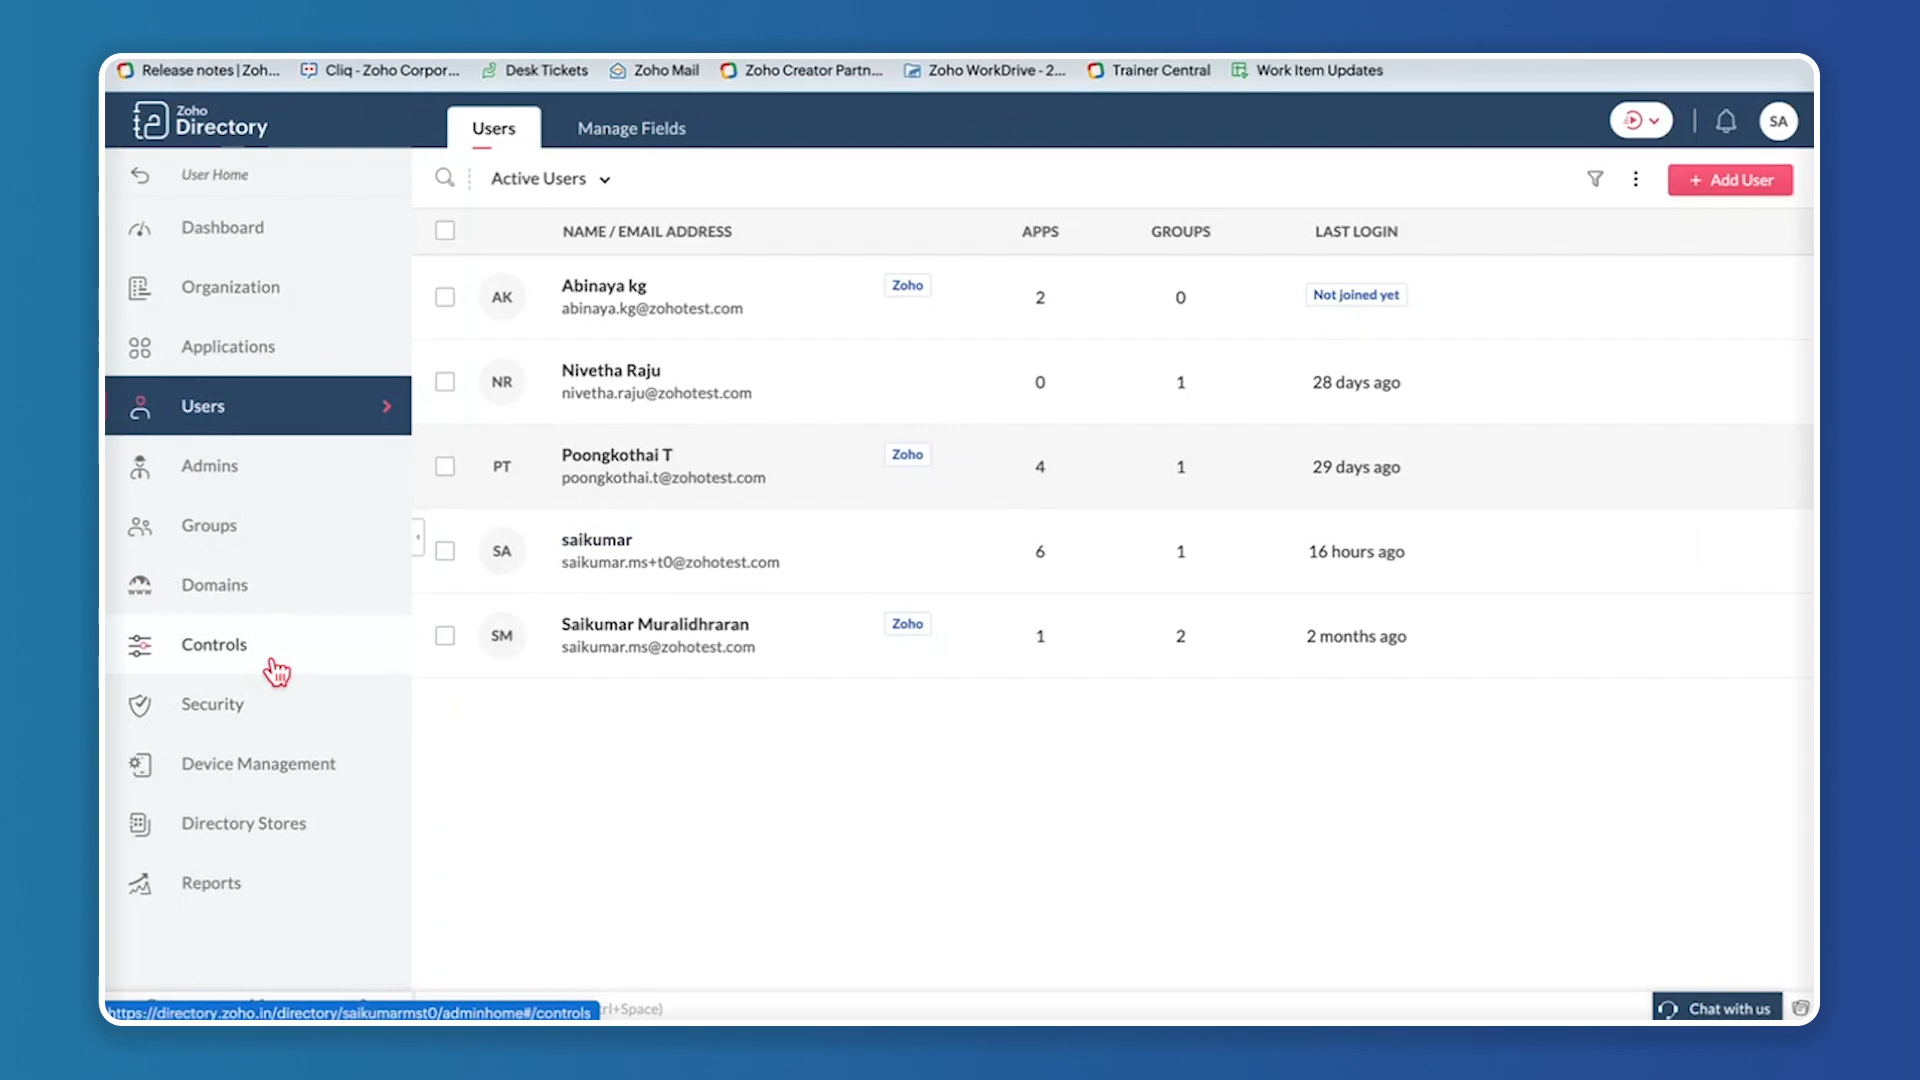 Release notes | Zoh...
Cliq - Zoho Corpor...
Desk Tickets
Zoho Mail
Zoho Creator Partn...
Zoho WorkDrive - 2...
Trainer Central
Work Item Updates
Zoho
Directory
Users
Manage Fields
SA
User Home
Active Users
+ Add User
Dashboard
NAME / EMAIL ADDRESS
APPS
GROUPS
LAST LOGIN
Organization
AK
Abinaya kg
abinaya.kg@zohotest.com
Zoho
2
0
Not joined yet
Applications
NR
Nivetha Raju
nivetha.raju@zohotest.com
0
1
28 days ago
Users
Admins
PT
Poongkothai T
poongkothai.t@zohotest.com
Zoho
4
1
29 days ago
Groups
SA
saikumar
saikumar.ms+t0@zohotest.com
6
1
16 hours ago
Domains
Controls
SM
Saikumar Muralidhraran
saikumar.ms@zohotest.com
Zoho
1
2
2 months ago
Security
Device Management
Directory Stores
Reports
https://directory.zoho.in/directory/saikumarmst0/adminhome#/controls
rl+Space)
Chat with us